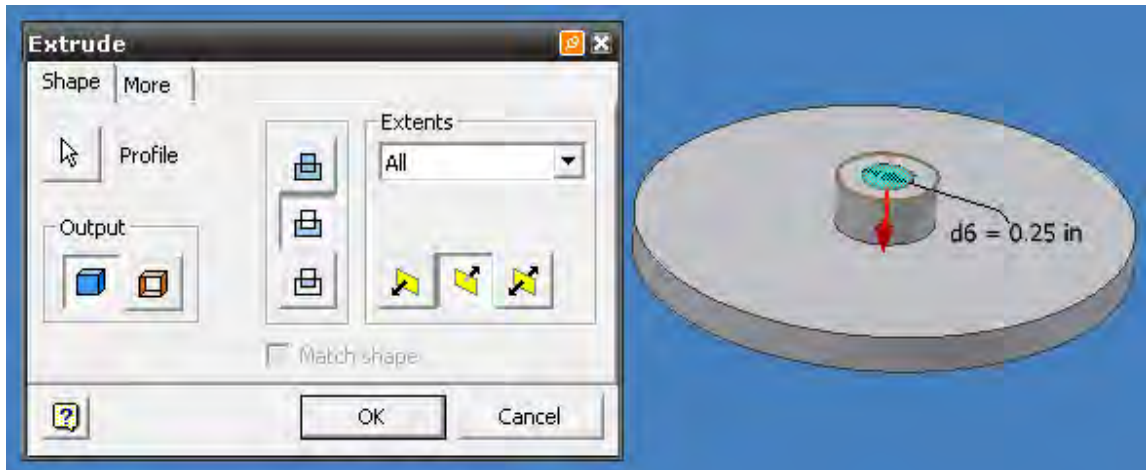 Extrude
Shape
More
Profile
Extents
All
Output
Match shape
OK
Cancel
d6 = 0.25 in